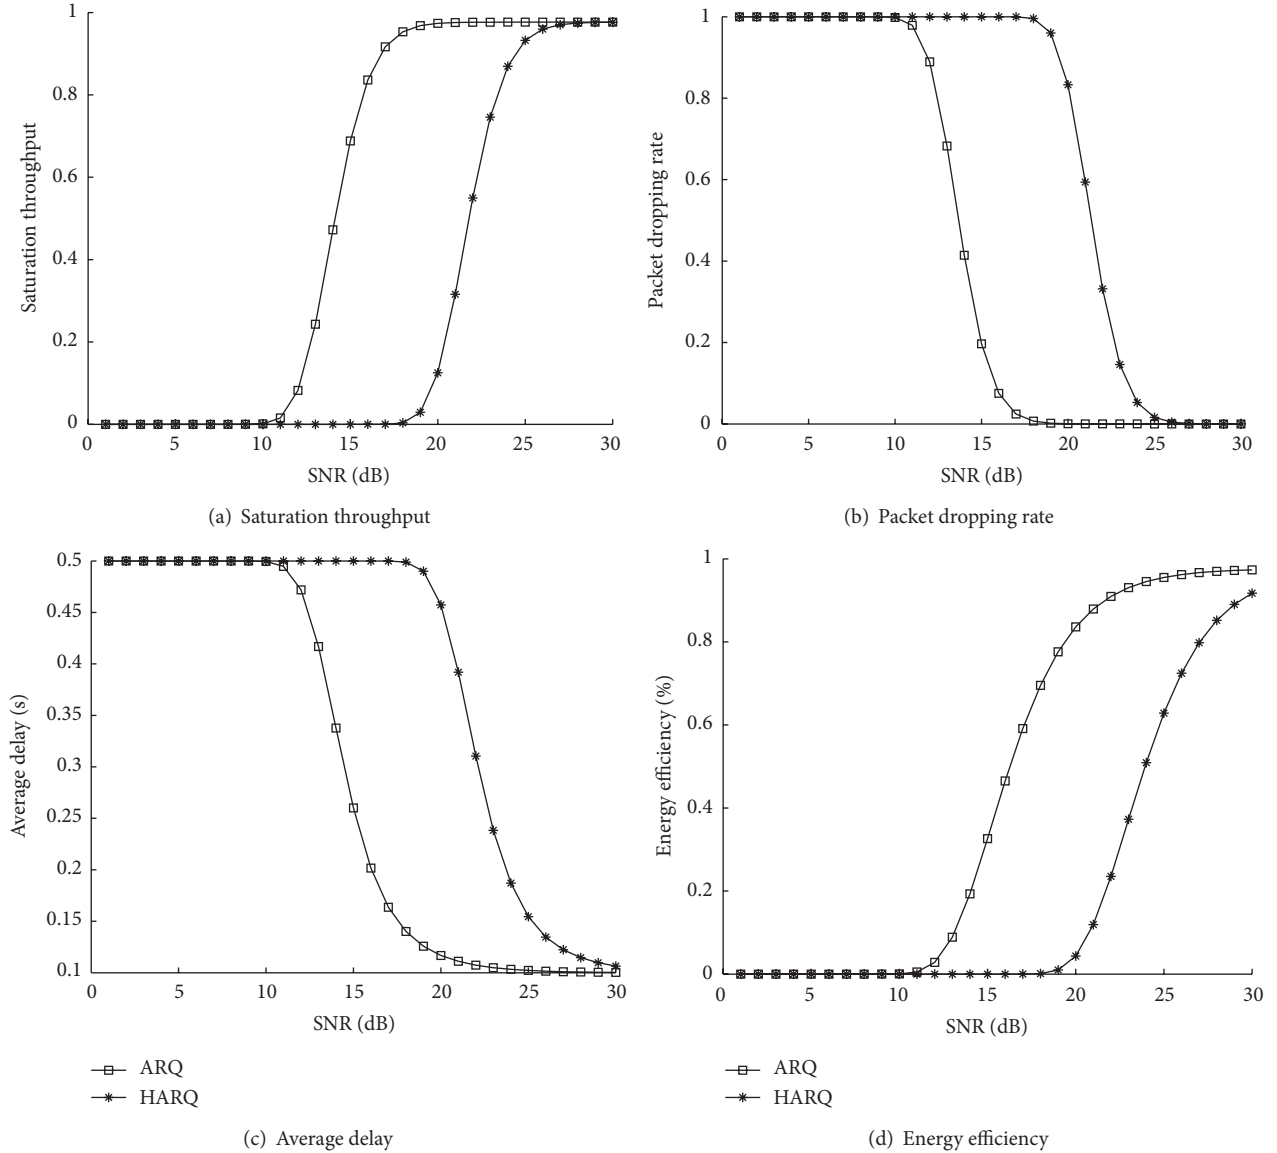 1
0.8
0.6
0.4
0.2
0
Saturation throughput
0 5 10 15 20 25 30
SNR (dB)
(a) Saturation throughput
1
0.8
0.6
0.4
0.2
0
Packet dropping rate
0 5 10 15 20 25 30
SNR (dB)
(b) Packet dropping rate
0.5
0.45
0.4
0.35
0.3
0.25
0.2
0.15
0.1
Average delay (s)
0 5 10 15 20 25 30
SNR (dB)
ARQ
HARQ
(c) Average delay
1
0.8
0.6
0.4
0.2
0
Energy efficiency (%)
0 5 10 15 20 25 30
SNR (dB)
ARQ
HARQ
(d) Energy efficiency